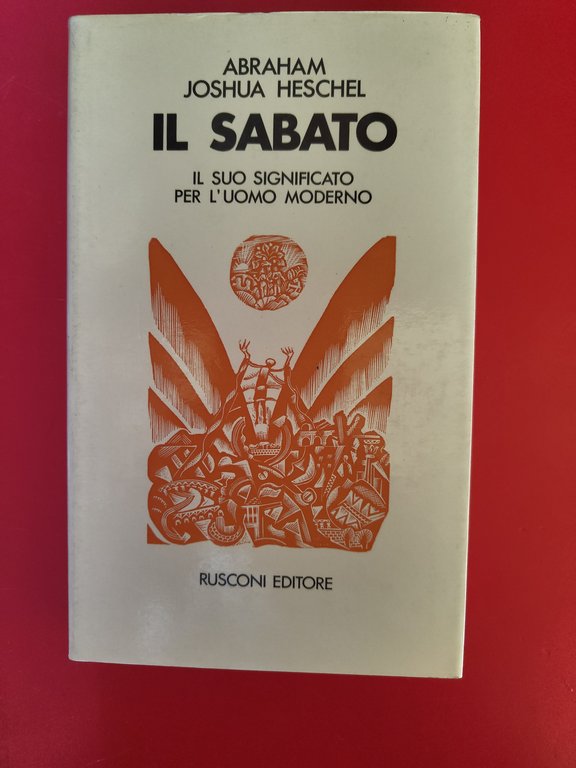 ABRAHAM
JOSHUA HESCHEL
IL SABATO
IL SUO SIGNIFICATO
PER L'UOMO MODERNO
RUSCONI EDITORE